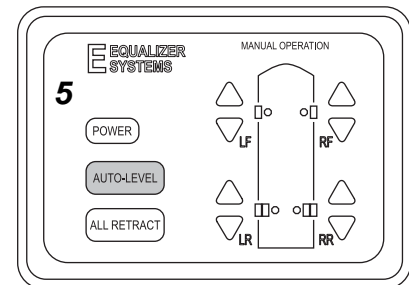 EQUALIZER
SYSTEMS
5
POWER
AUTO-LEVEL
ALL RETRACT
MANUAL OPERATION
LF
RF
LR
RR